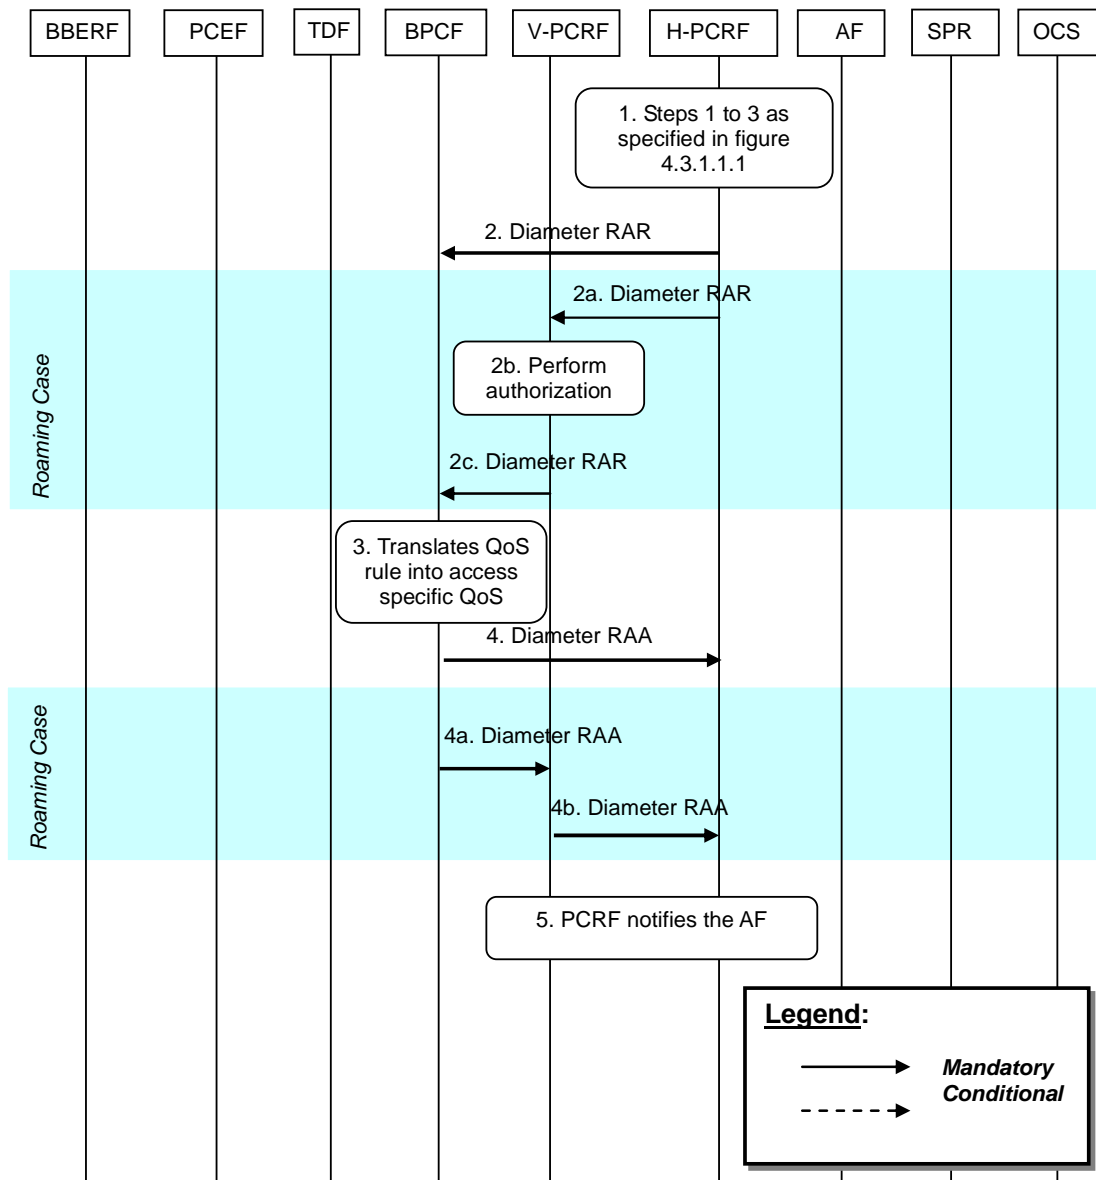 BBERF PCEF TDF BPCF V-PCRF H-PCRF AF SPR OCS
1. Steps 1 to 3 as
specified in figure
4.3.1.1.1
2. Diameter RAR
Roaming Case
2a. Diameter RAR
2b. Perform
authorization
2c. Diameter RAR
3. Translates QoS
rule into access
specific QoS
4. Diameter RAA
Roaming Case
4a. Diameter RAA
4b. Diameter RAA
5. PCRF notifies the AF
Legend:
Mandatory
Conditional